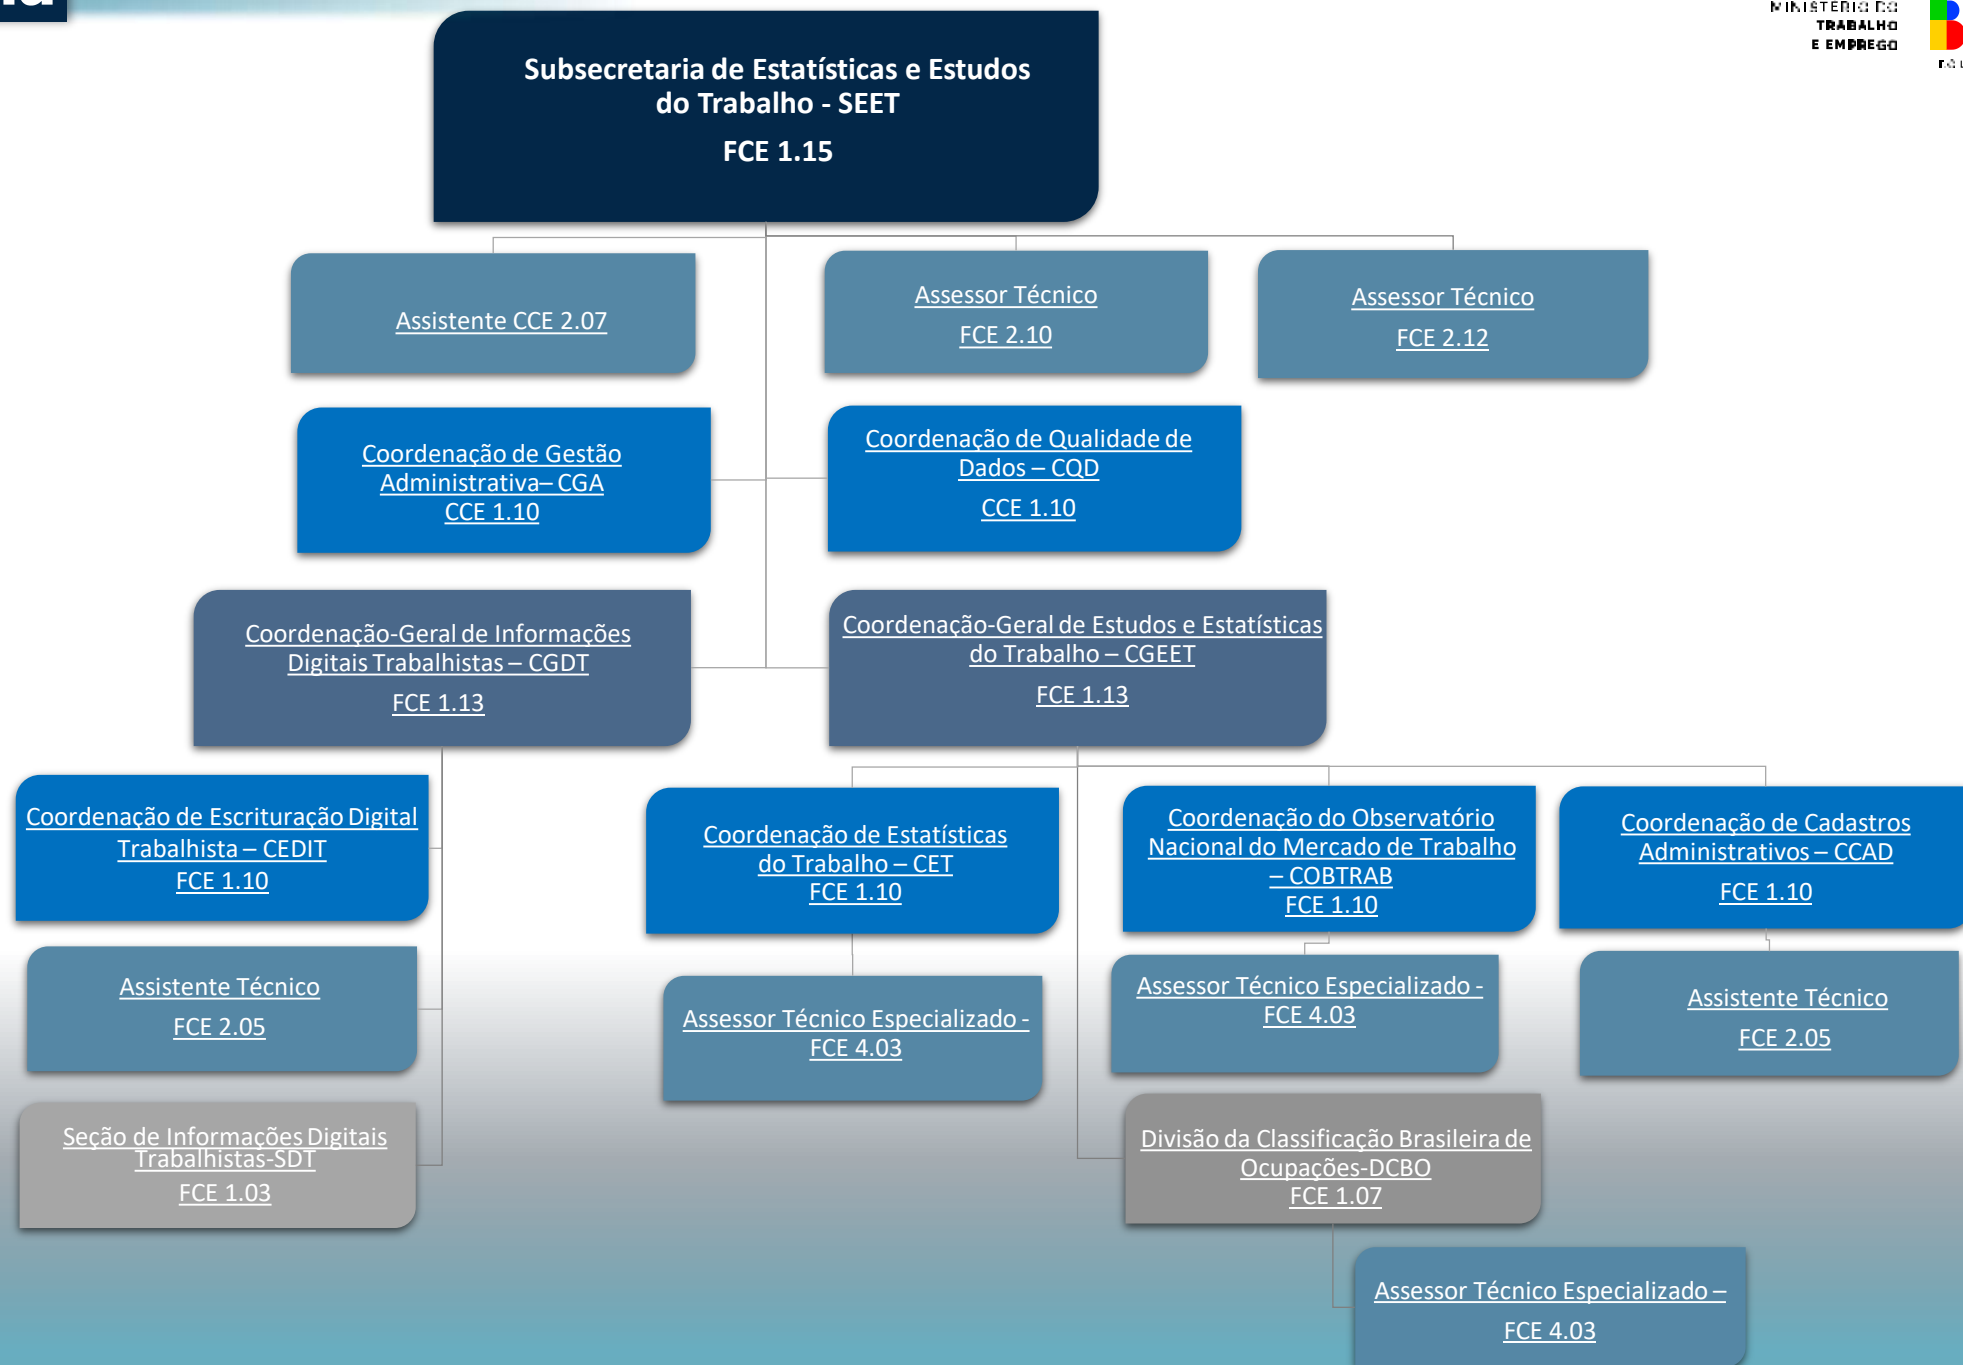 MINISTÉRIO DO
TRABALHO
E EMPREGO
Subsecretaria de Estatísticas e Estudos
do Trabalho - SEET
FCE 1.15
Assistente CCE 2.07
Assessor Técnico
FCE 2.10
Assessor Técnico
FCE 2.12
Coordenação de Gestão
Administrativa– CGA
CCE 1.10
Coordenação de Qualidade de
Dados – CQD
CCE 1.10
Coordenação-Geral de Informações
Digitais Trabalhistas – CGDT
FCE 1.13
Coordenação-Geral de Estudos e Estatísticas
do Trabalho – CGEET
FCE 1.13
Coordenação de Escrituração Digital
Trabalhista – CEDIT
FCE 1.10
Coordenação de Estatísticas
do Trabalho – CET
FCE 1.10
Coordenação do Observatório
Nacional do Mercado de Trabalho
– COBTRAB
FCE 1.10
Coordenação de Cadastros
Administrativos – CCAD
FCE 1.10
Assistente Técnico
FCE 2.05
Assessor Técnico Especializado -
FCE 4.03
Assessor Técnico Especializado -
FCE 4.03
Assistente Técnico
FCE 2.05
Seção de Informações Digitais
Trabalhistas-SDT
FCE 1.03
Divisão da Classificação Brasileira de
Ocupações-DCBO
FCE 1.07
Assessor Técnico Especializado –
FCE 4.03